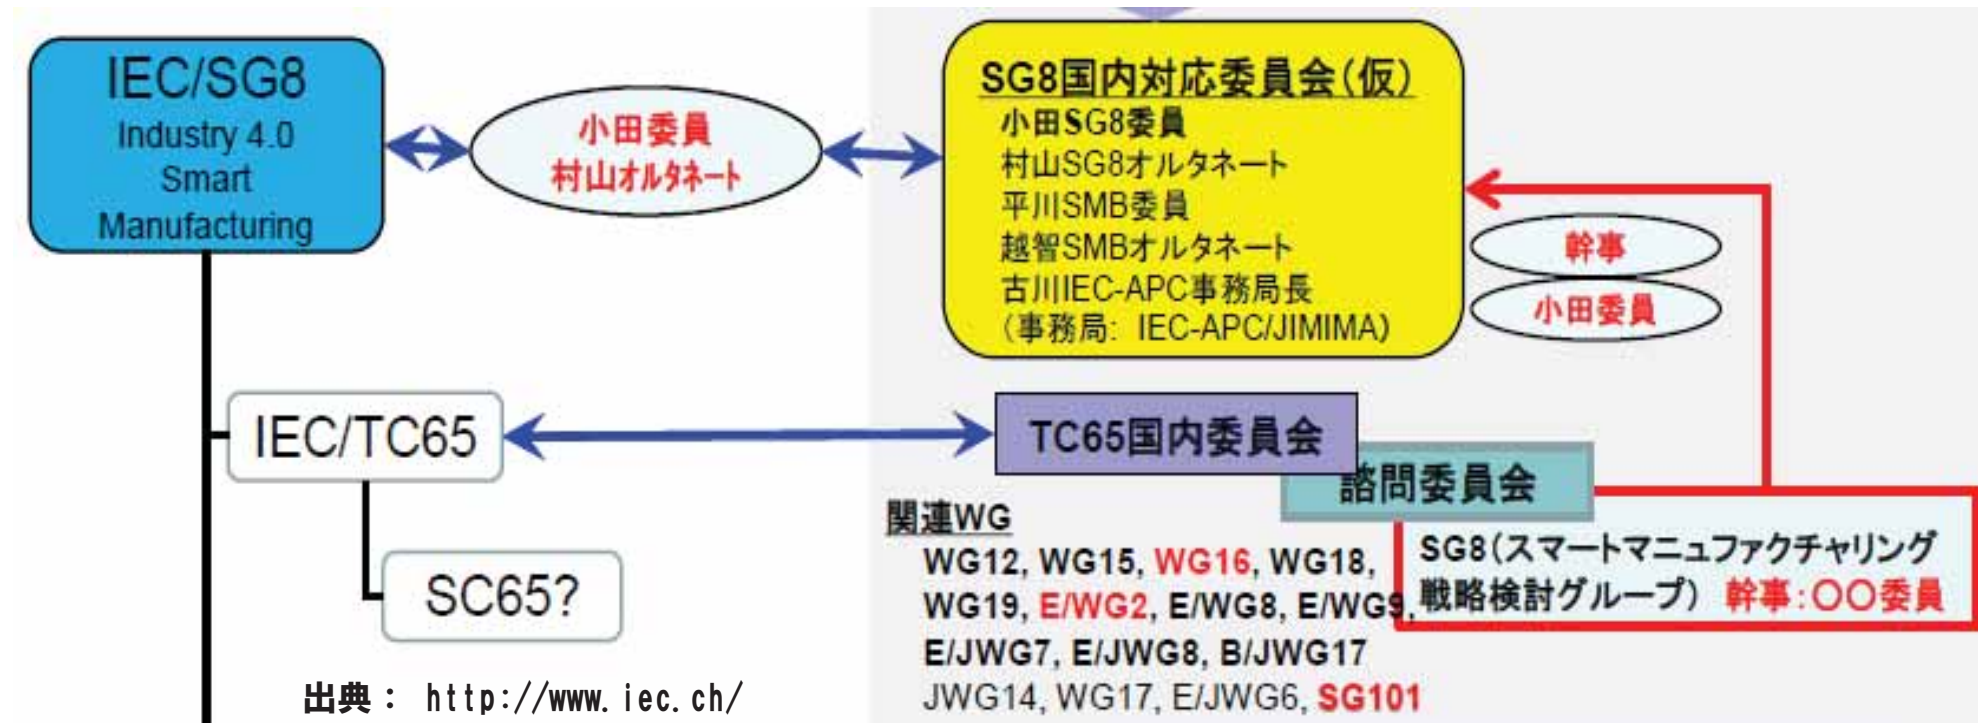 IEC/SG8
Industry 4.0
Smart
Manufacturing
小田委員
村山オルタネート
SG8国内対応委員会(仮)
小田SG8委員
村山SG8オルタネート
平川SMB委員
越智SMBオルタネート
古川IEC-APC事務局長
(事務局: IEC-APC/JIMIMA)
幹事
小田委員
IEC/TC65
TC65国内委員会
諮問委員会
SC65?
関連WG
WG12, WG15, WG16, WG18,
WG19, E/WG2, E/WG8, E/WG9,
E/JWG7, E/JWG8, B/JWG17
JWG14, WG17, E/JWG6, SG101
SG8(スマートマニュファクチャリング
戦略検討グループ) 幹事:〇〇委員
出典: http://www.iec.ch/